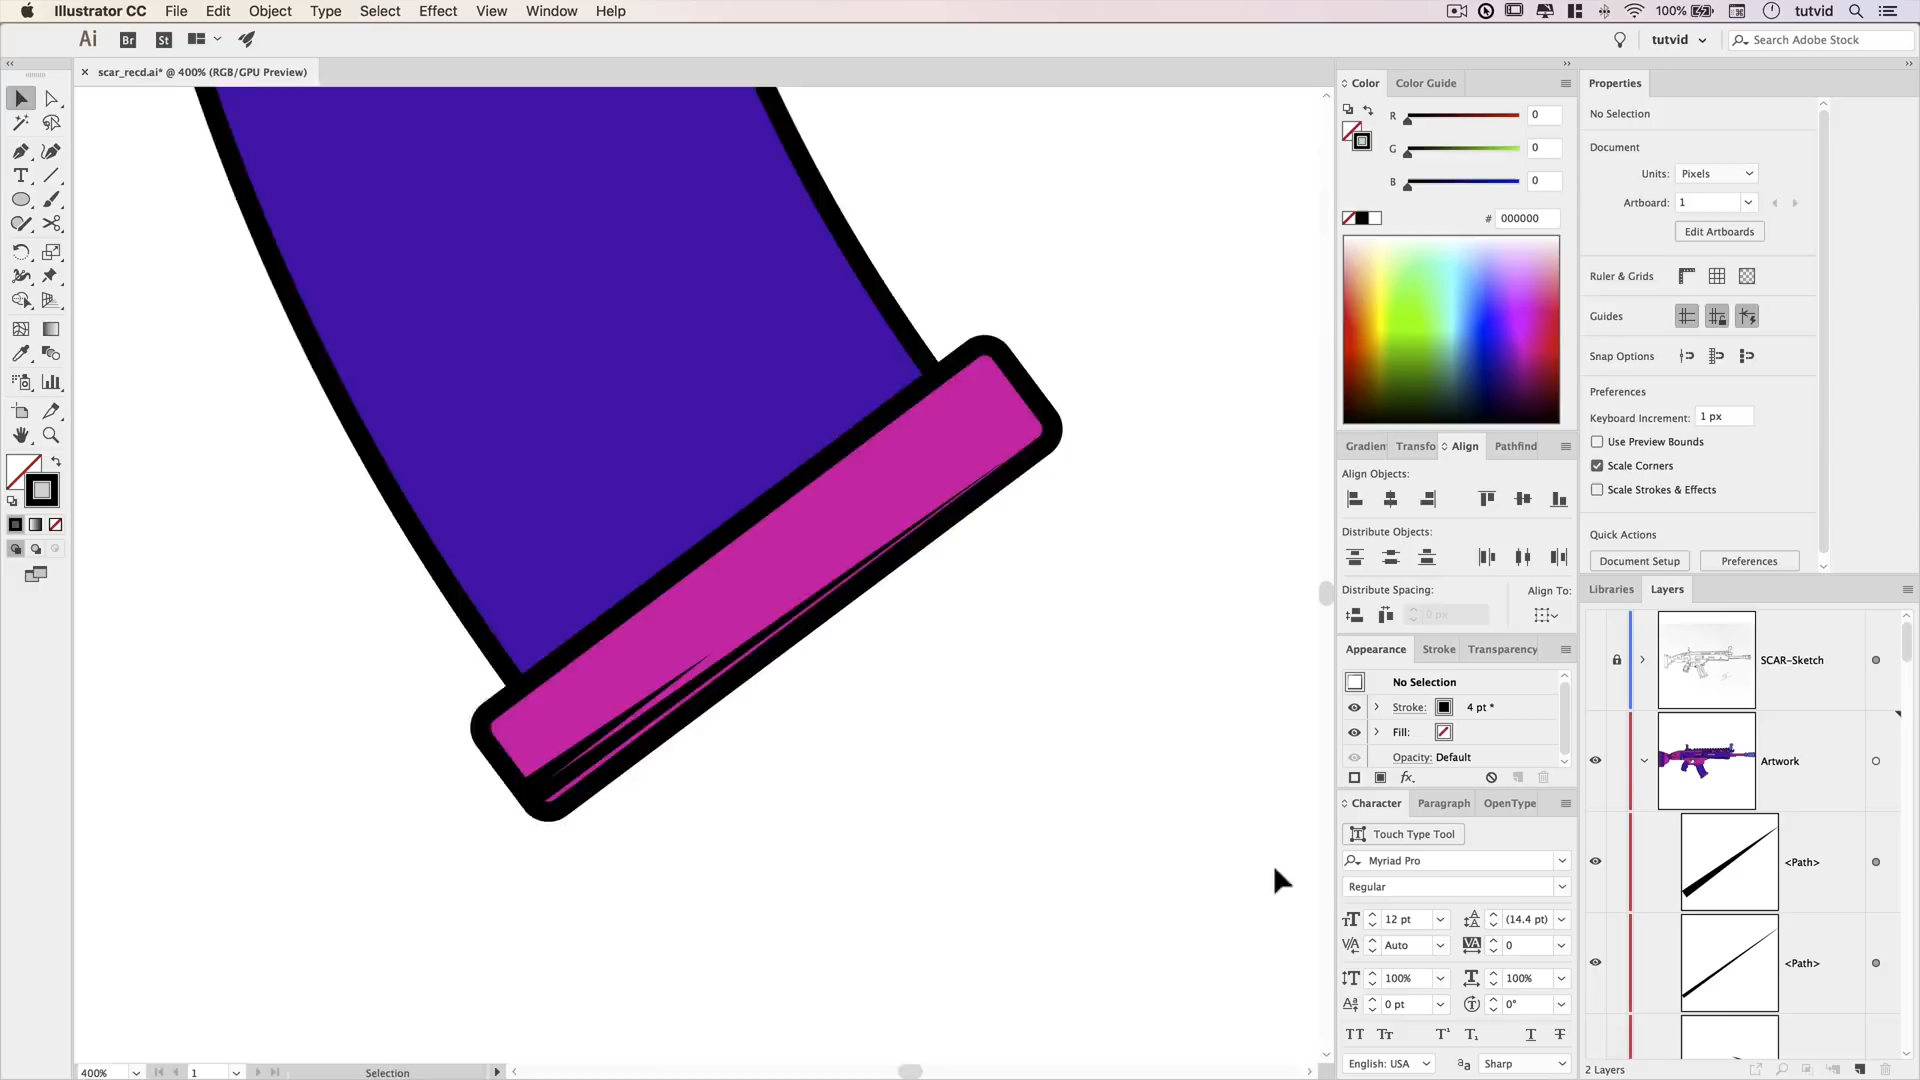 Illustrator CC File Edit Object Type Select Effect View Window Help 100% tutvid
Ai Br St tutvid Search Adobe Stock
× scar_recd.ai* @ 400% (RGB/GPU Preview)
Color Color Guide
R 0
G 0
B 0
# 000000
Gradien Transfo Align Pathfind
Align Objects:
Distribute Objects:
Distribute Spacing: Align To:
0 px
Appearance Stroke Transparency
No Selection
Stroke: 4 pt *
Fill:
Opacity: Default
fx.
Character Paragraph OpenType
Touch Type Tool
Myriad Pro
Regular
12 pt (14.4 pt)
Auto 0
100% 100%
0 pt 0°
English: USA Sharp
Properties
No Selection
Document
Units: Pixels
Artboard: 1
Edit Artboards
Ruler & Grids
Guides
Snap Options
Preferences
Keyboard Increment: 1 px
Use Preview Bounds
Scale Corners
Scale Strokes & Effects
Quick Actions
Document Setup Preferences
Libraries Layers
SCAR-Sketch
Artwork
<Path>
<Path>
2 Layers
400% 1 Selection